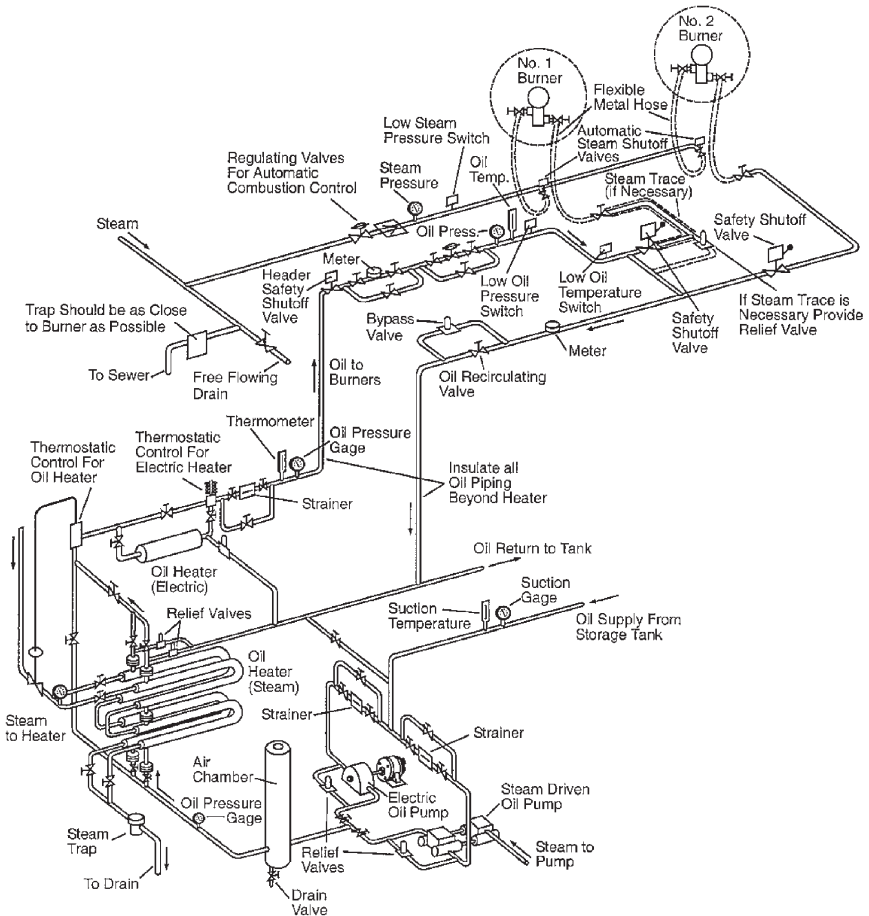 No. 2
Burner
No. 1
Burner
Flexible
Metal Hose
Low Steam
Pressure Switch
Automatic
Steam Shutoff
Valves
Regulating Valves
For Automatic
Combustion Control
Steam
Pressure
Oil
Temp.
Steam Trace
(if Necessary)
Steam
Oil Press.
Safety Shutoff
Valve
Meter
Header
Safety
Shutoff
Valve
Low Oil
Pressure
Switch
Low Oil
Temperature
Switch
If Steam Trace is
Necessary Provide
Relief Valve
Trap Should be as Close
to Burner as Possible
Bypass
Valve
Safety
Shutoff
Valve
Meter
To Sewer
Free Flowing
Drain
Oil to
Burners
Oil Recirculating
Valve
Thermometer
Thermostatic
Control For
Oil Heater
Thermostatic
Control For
Electric Heater
Oil Pressure
Gage
Strainer
Insulate all
Oil Piping
Beyond Heater
Oil Heater
(Electric)
Oil Return to Tank
Relief Valves
Suction
Temperature
Suction
Gage
Oil Supply From
Storage Tank
Oil
Heater
(Steam)
Steam
to Heater
Strainer
Strainer
Air
Chamber
Oil Pressure
Gage
Electric
Oil Pump
Steam Driven
Oil Pump
Steam
Trap
Relief
Valves
Steam to
Pump
To Drain
Drain
Valve